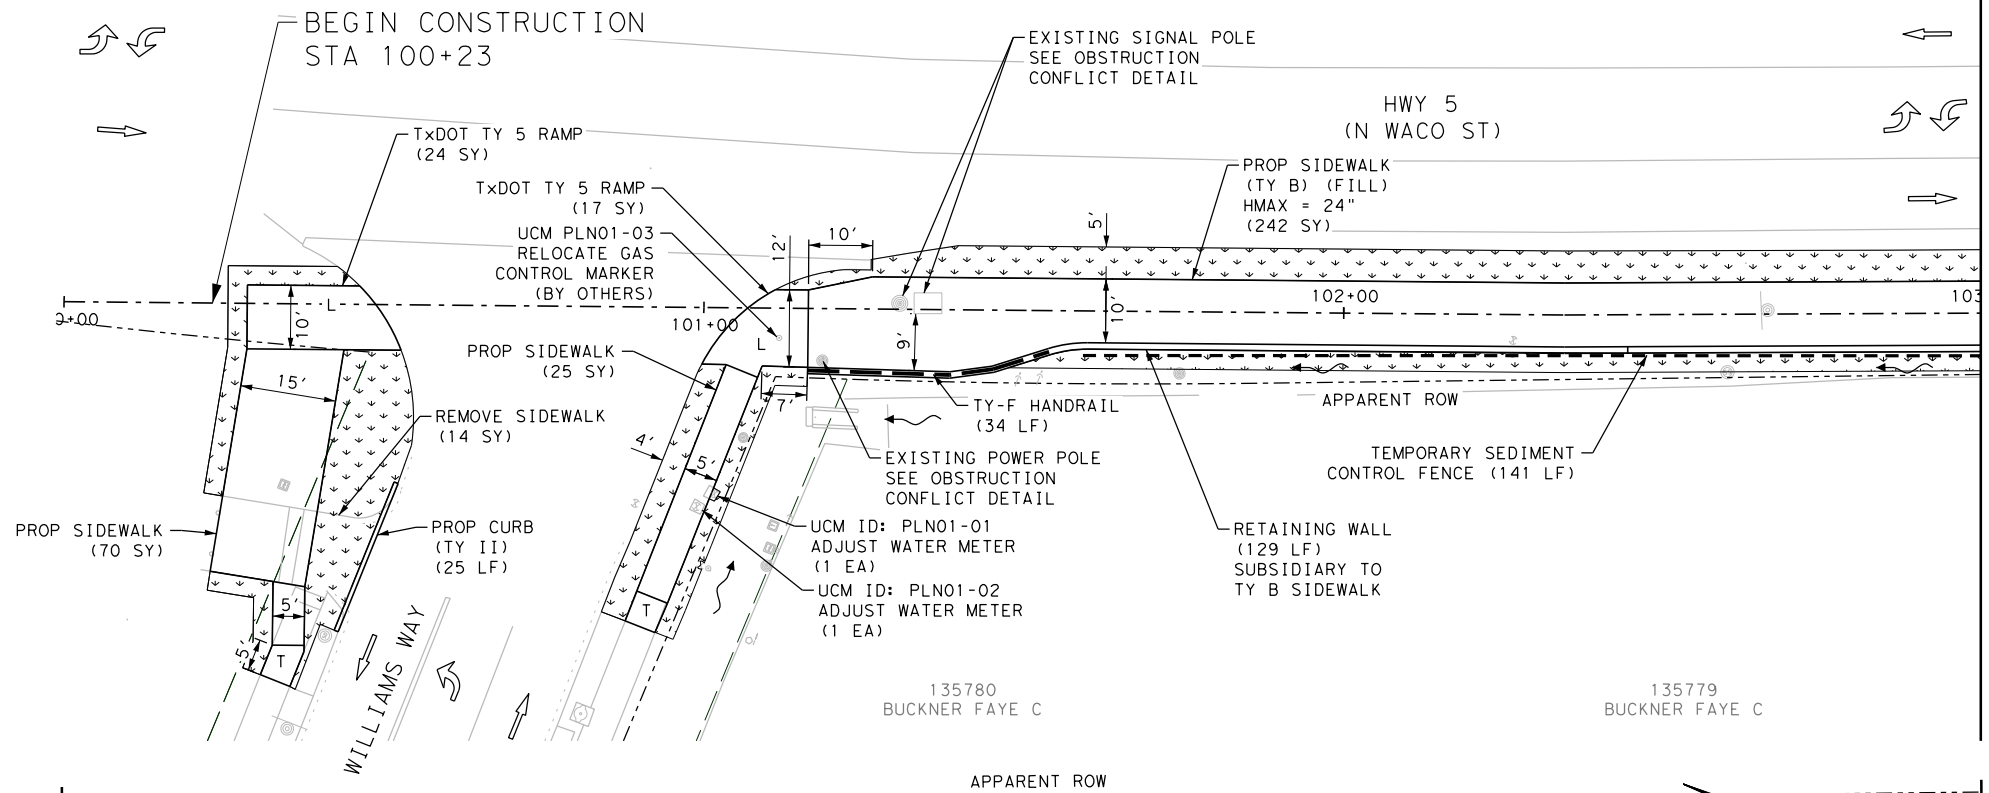 BEGIN CONSTRUCTION
STA 100+23
EXISTING SIGNAL POLE
SEE OBSTRUCTION
CONFLICT DETAIL
HWY 5
(N WACO ST)
TxDOT TY 5 RAMP
(24 SY)
TxDOT TY 5 RAMP
(17 SY)
UCM PLN01-03
RELOCATE GAS
CONTROL MARKER
(BY OTHERS)
PROP SIDEWALK
(TY B) (FILL)
HMAX = 24"
(242 SY)
12'
10'
5'
L
10'
0+00
101+00
L
9'
10'
102+00
103
PROP SIDEWALK
(25 SY)
15'
7'
REMOVE SIDEWALK
(14 SY)
4'
5'
TY-F HANDRAIL
(34 LF)
APPARENT ROW
EXISTING POWER POLE
SEE OBSTRUCTION
CONFLICT DETAIL
TEMPORARY SEDIMENT
CONTROL FENCE (141 LF)
PROP SIDEWALK
(70 SY)
PROP CURB
(TY II)
(25 LF)
UCM ID: PLN01-01
ADJUST WATER METER
(1 EA)
UCM ID: PLN01-02
ADJUST WATER METER
(1 EA)
RETAINING WALL
(129 LF)
SUBSIDIARY TO
TY B SIDEWALK
5'
T
5'
T
WILLIAMS WAY
135780
BUCKNER FAYE C
135779
BUCKNER FAYE C
APPARENT ROW